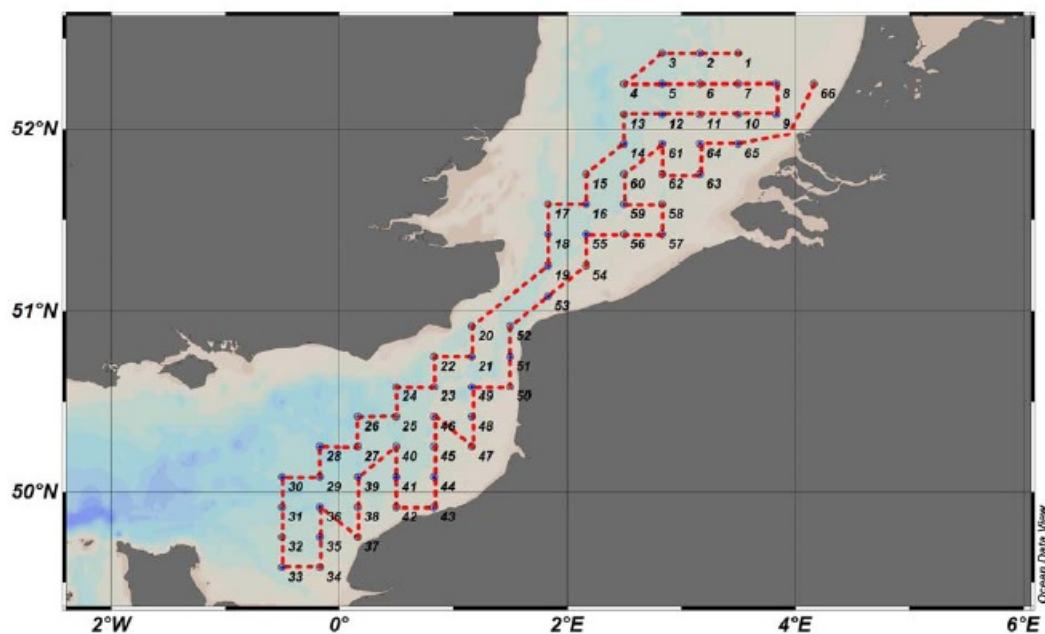 3 2 1
4 5 6 7 8 66
52°N
13 12 11 10 9
14 61 64 65
15 60 62 63
17 16 59 58
18 55 56 57
19 54
53
51°N
20 52
22 21 51
24 23 49 50
26 25 46 48
28 27 40 45 47
50°N
30 29 39 41 44
31 36 38 42 43
32 35 37
33 34
2°W 0° 2°E 4°E 6°E
Ocean Data View